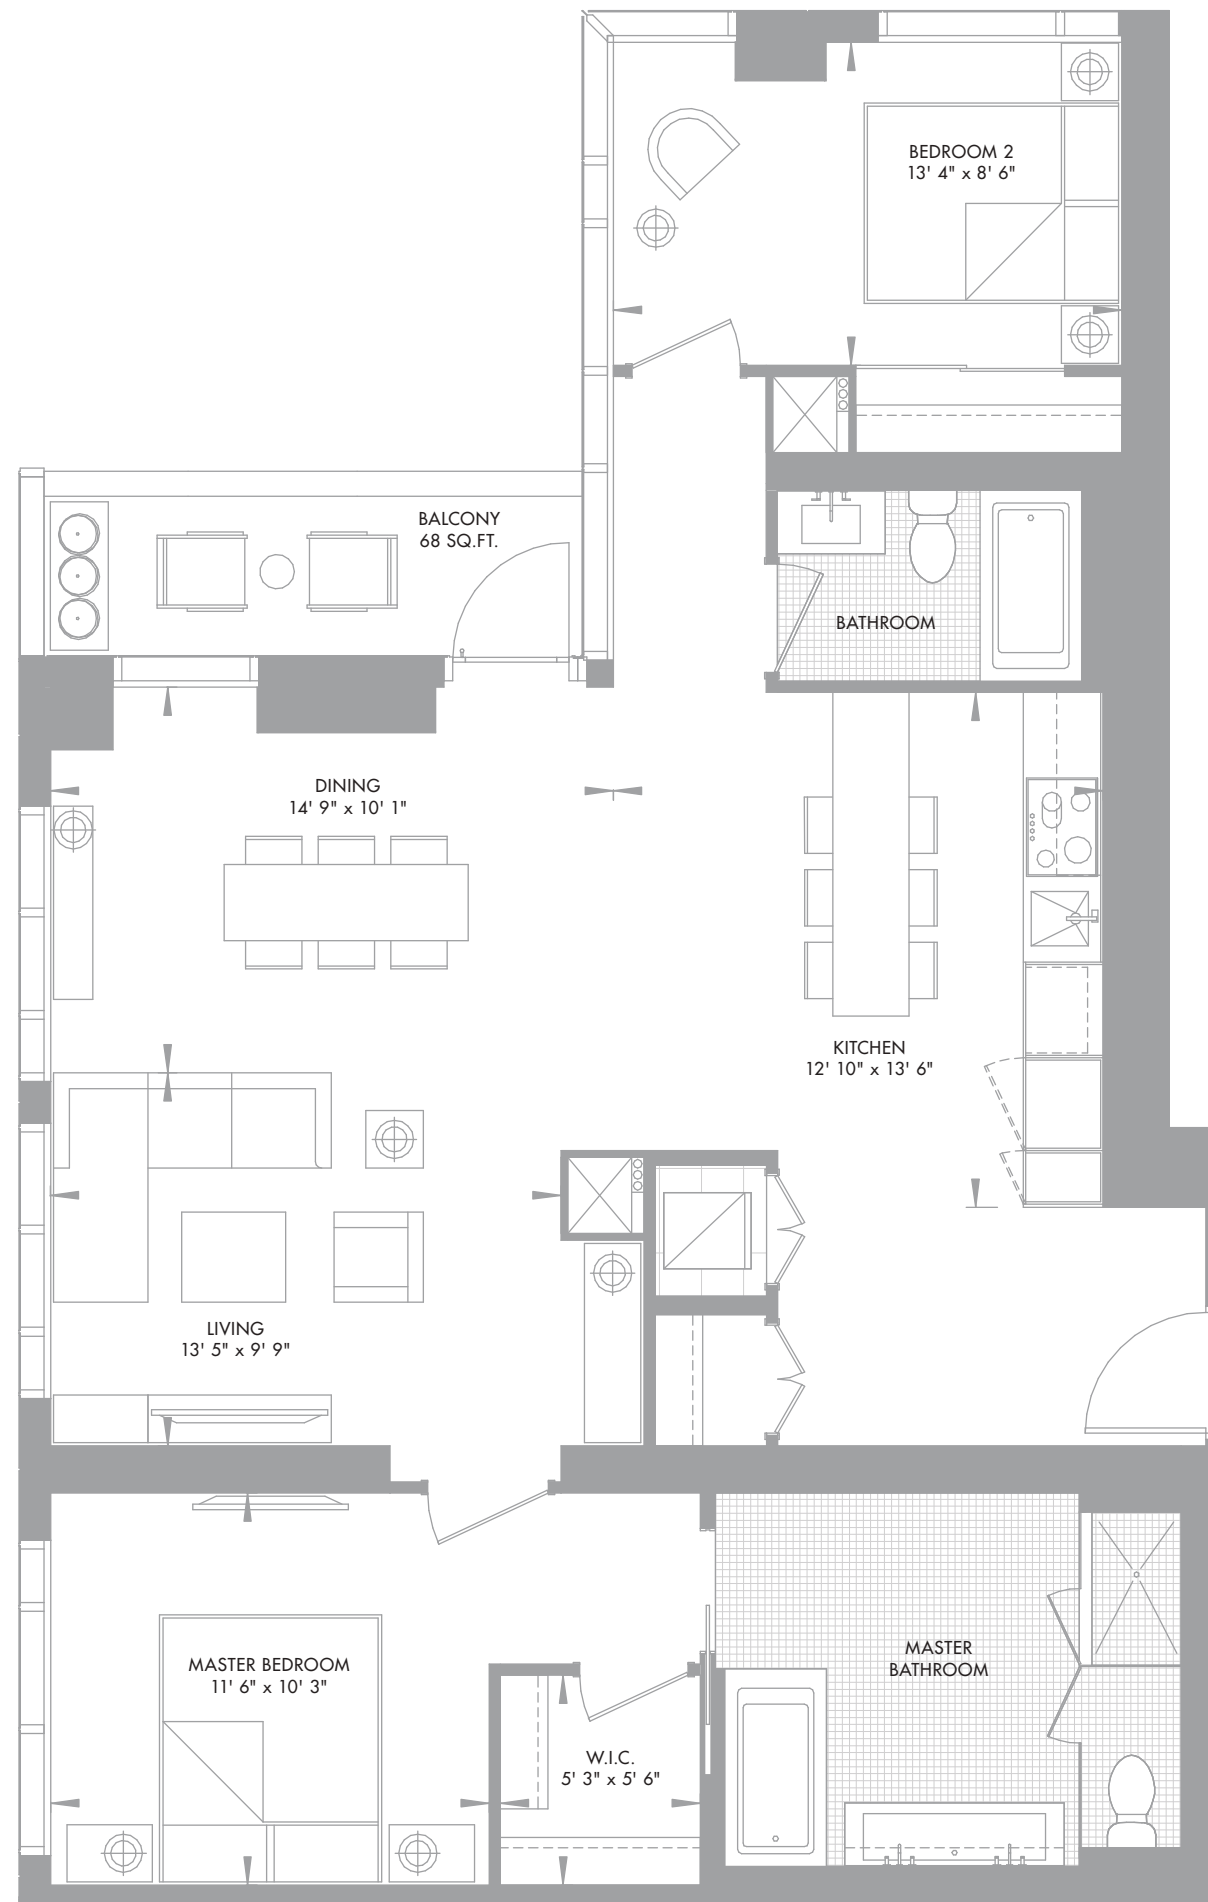 BEDROOM 2
13' 4" x 8' 6"
BALCONY
68 SQ.FT.
BATHROOM
DINING
14' 9" x 10' 1"
KITCHEN
12' 10" x 13' 6"
LIVING
13' 5" x 9' 9"
MASTER BEDROOM
11' 6" x 10' 3"
MASTER
BATHROOM
W.I.C.
5' 3" x 5' 6"